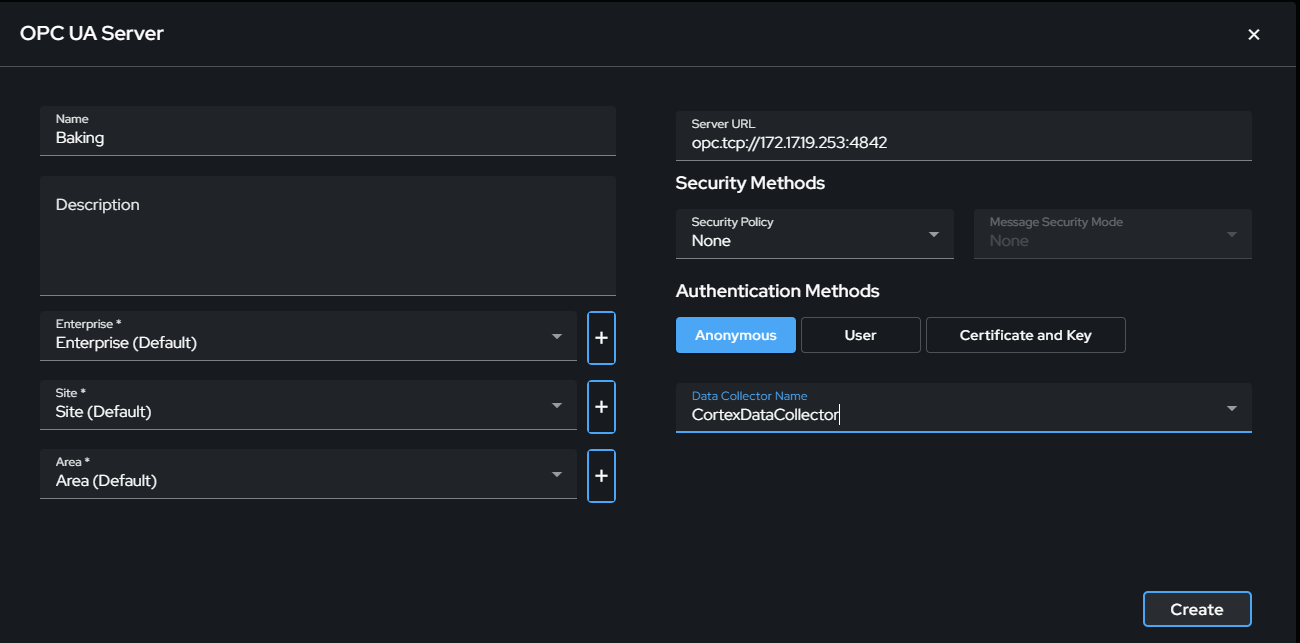 OPC UA Server
Name
Baking
Description
Enterprise *
Enterprise (Default)
+
Site *
Site (Default)
+
Area *
Area (Default)
+
Server URL
opc.tcp://172.17.19.253:4842
Security Methods
Security Policy
None
Message Security Mode
None
Authentication Methods
Anonymous
User
Certificate and Key
Data Collector Name
CortexDataCollector
Create